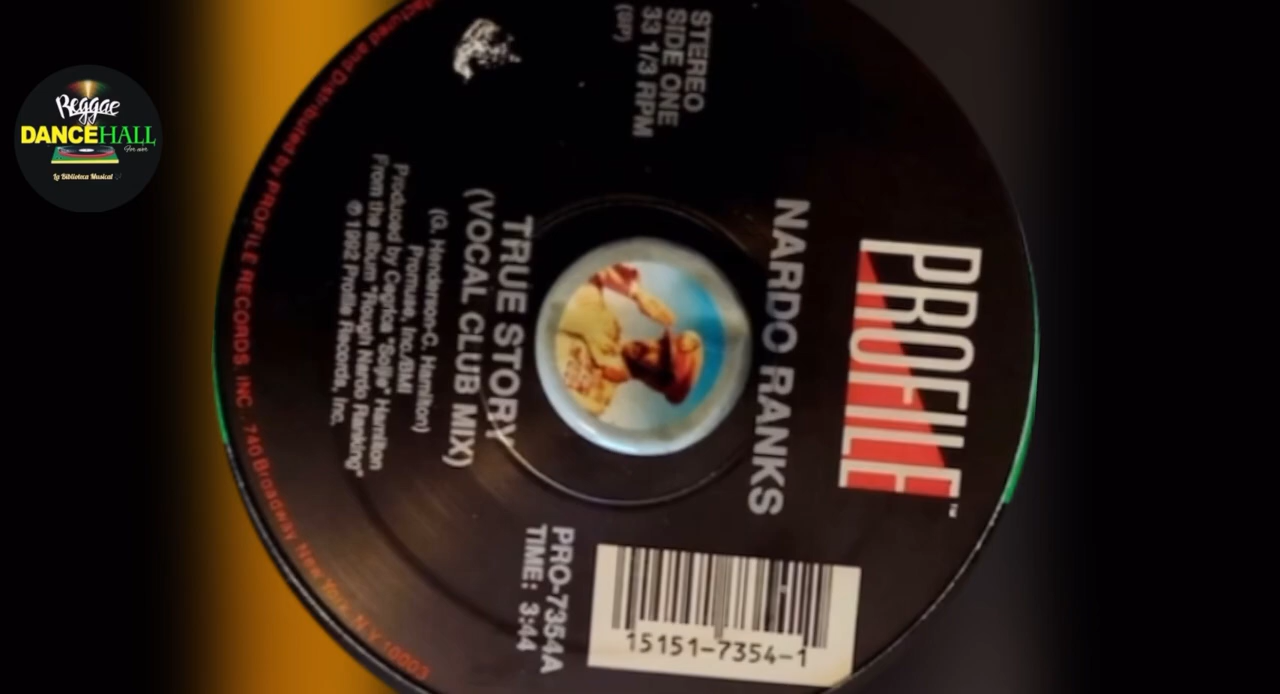 Reggae
DANCEHALL
La Biblioteca Musical
PROFILE™
NARDO RANKS
STEREO
SIDE ONE
33 1/3 RPM
(SP)
PRO-7354A
TIME: 3:44
15151-7354-1
TRUE STORY
(VOCAL CLUB MIX)
(G. Henderson-C. Hamilton)
Promuse, Inc./BMI
Produced by Caprice "Soljie" Hamilton
From the album "Rough Nardo Ranking"
℗ 1992 Profile Records, Inc.
and Distributed by PROFILE RECORDS, INC., 740 Broadway New York, N.Y. 10003